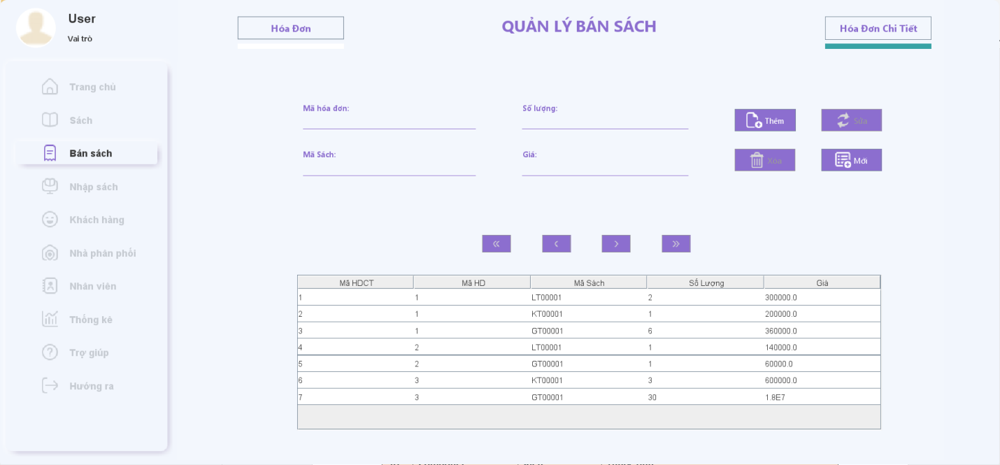 User
Vai trò
Hóa Đơn
QUẢN LÝ BÁN SÁCH
Hóa Đơn Chi Tiết
Trang chủ
Sách
Bán sách
Nhập sách
Khách hàng
Nhà phân phối
Nhân viên
Thống kê
Trợ giúp
Hướng ra
Mã hóa đơn:
Số lượng:
Thêm
Sửa
Mã Sách:
Giá:
Xóa
Mới
« ‹ › »
Mã HDCT Mã HD Mã Sách Số Lượng Giá
1 1 LT00001 2 300000.0
2 1 KT00001 1 200000.0
3 1 GT00001 6 360000.0
4 2 LT00001 1 140000.0
5 2 GT00001 1 60000.0
6 3 KT00001 3 600000.0
7 3 GT00001 30 1.8E7